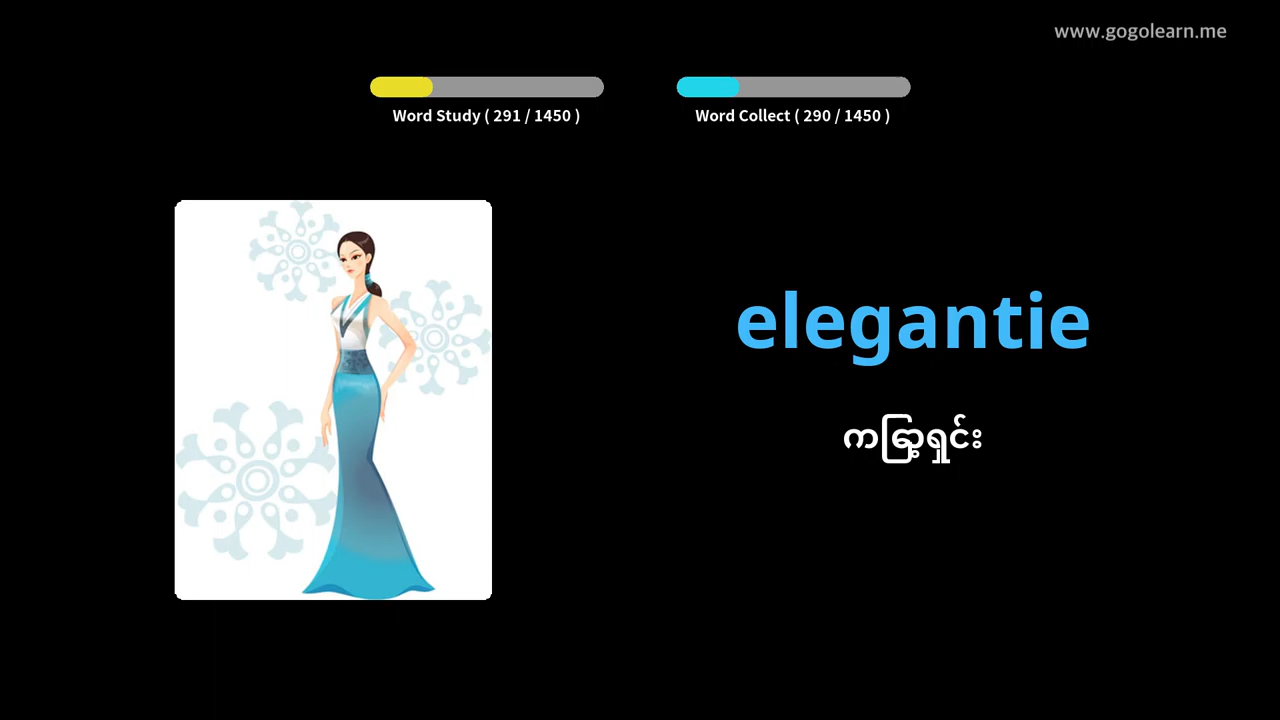 www.gogolearn.me
Word Study ( 291 / 1450 )
Word Collect ( 290 / 1450 )
elegantie
ကြော့ရှင်း